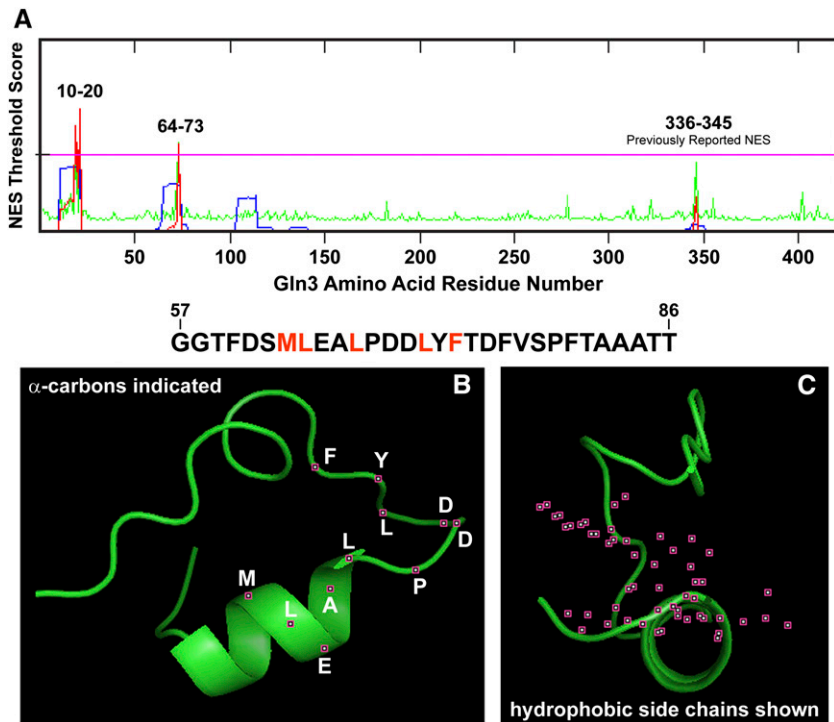 A
NES Threshold Score
10-20
64-73
336-345
Previously Reported NES
50 100 150 200 250 300 350 400
Gln3 Amino Acid Residue Number
57 86
GGTFDSMLEALPDDLYFTDFVSPFTAAATT
α-carbons indicated B
F Y
L D D
L P
M L A
E
C
hydrophobic side chains shown